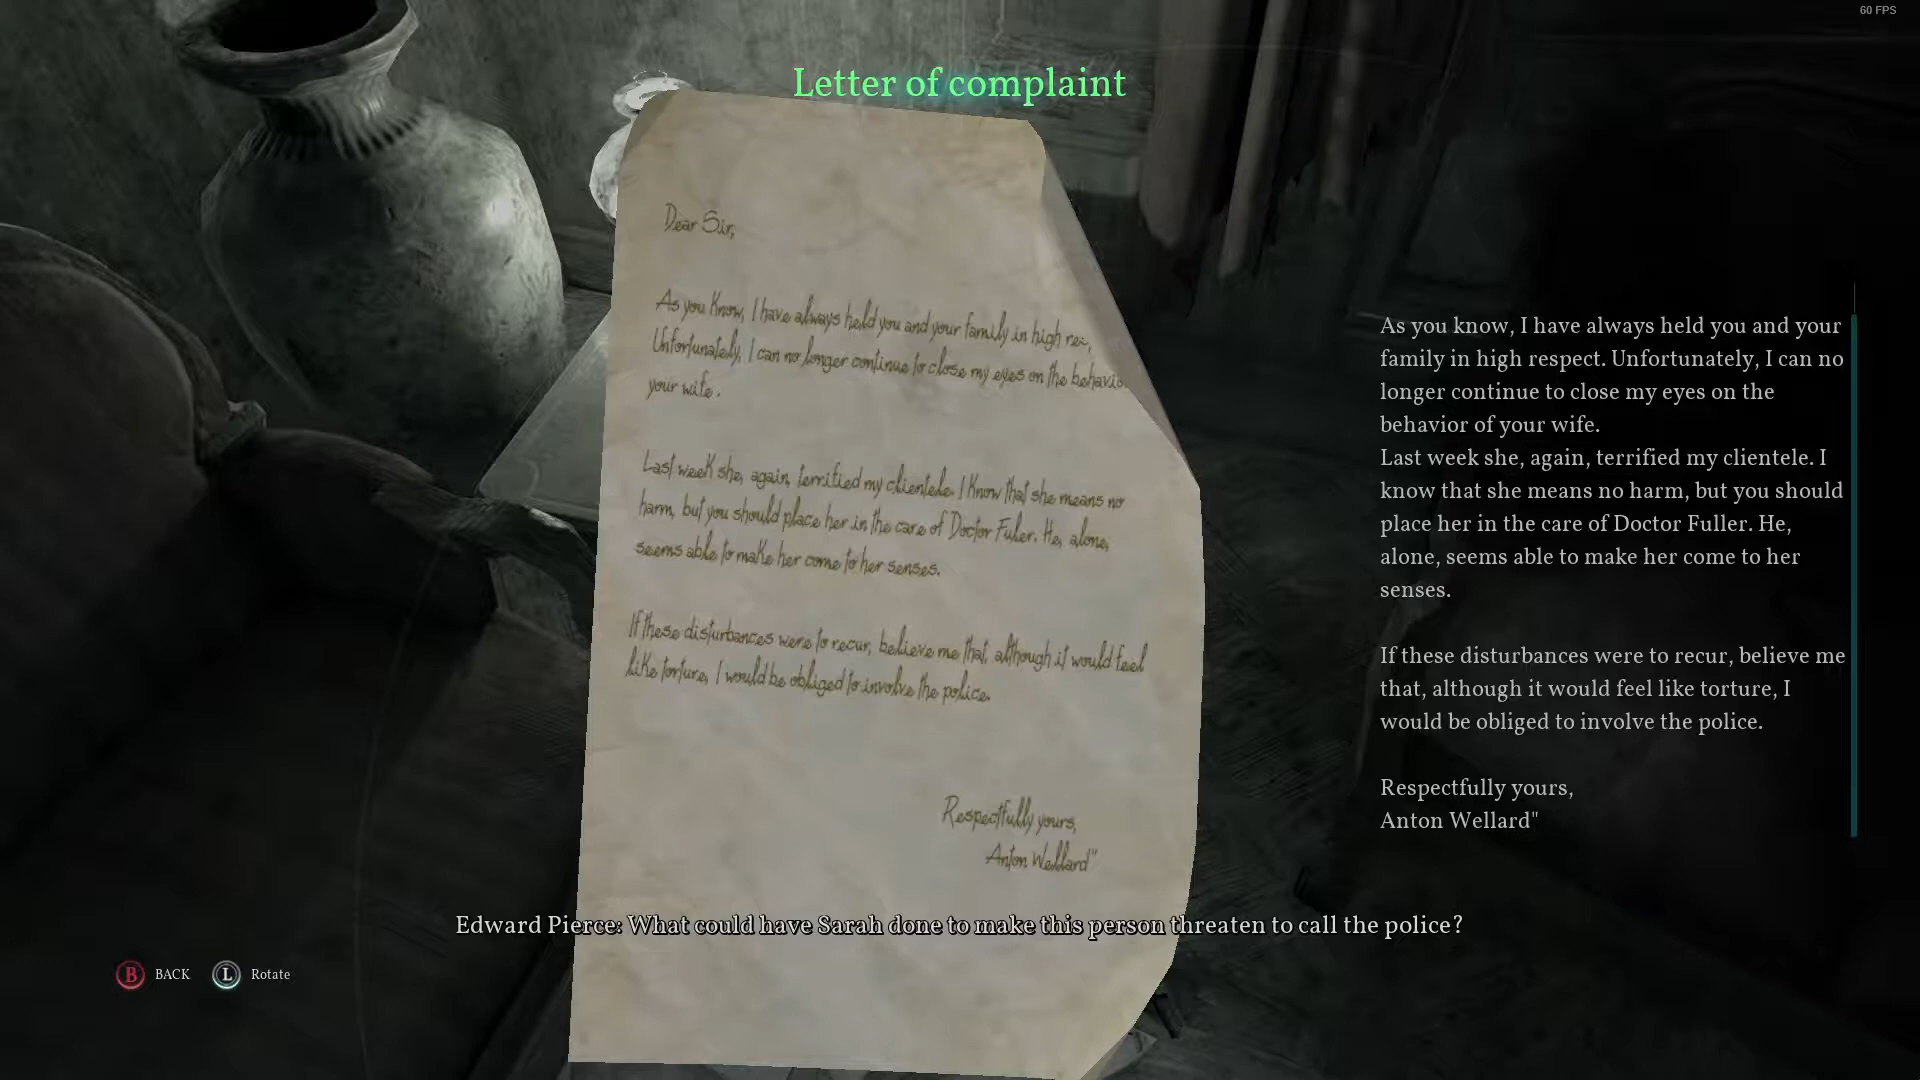 60 FPS
Letter of complaint
Dear Sir,
As you know, I have always held you and your family in high res
Unfortunately, I can no longer continue to close my eyes on the behavio
your wife.
Last week she, again, terrified my clientele. I know that she means no
harm, but you should place her in the care of Doctor Fuller. He, alone,
seems able to make her come to her senses.
If these disturbances were to recur, believe me that, although it would feel
like torture, I would be obliged to involve the police.
Respectfully yours,
Anton Wellard"
As you know, I have always held you and your
family in high respect. Unfortunately, I can no
longer continue to close my eyes on the
behavior of your wife.
Last week she, again, terrified my clientele. I
know that she means no harm, but you should
place her in the care of Doctor Fuller. He,
alone, seems able to make her come to her
senses.
If these disturbances were to recur, believe me
that, although it would feel like torture, I
would be obliged to involve the police.
Respectfully yours,
Anton Wellard"
Edward Pierce: What could have Sarah done to make this person threaten to call the police?
B BACK L Rotate